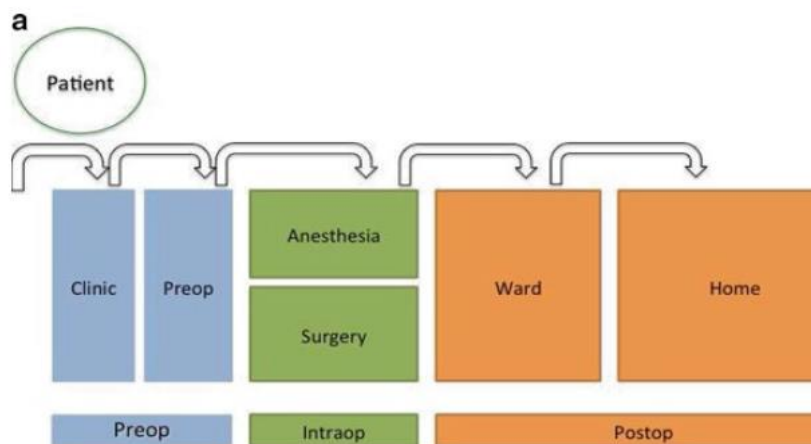 a
Patient
Anesthesia
Clinic Preop Ward Home
Surgery
Preop Intraop Postop